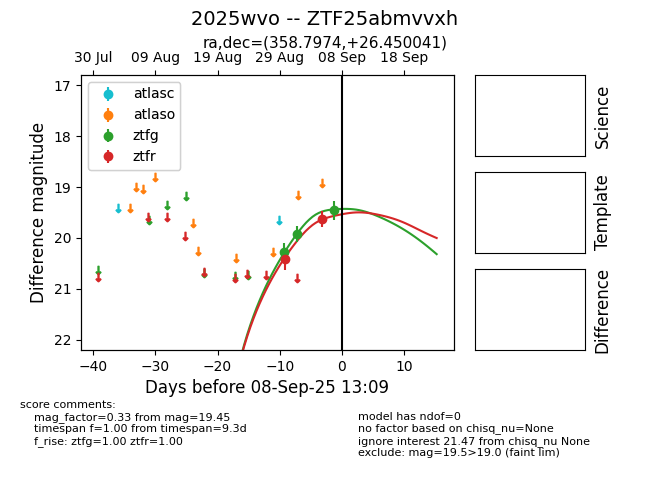 2025wvo -- ZTF25abmvvxh
ra,dec=(358.7974,+26.450041)
30 Jul 09 Aug 19 Aug 29 Aug 08 Sep 18 Sep
17
18
19
20
21
22
Difference magnitude
atlasc
atlaso
ztfg
ztfr
−40 −30 −20 −10 0 10
Days before 08-Sep-25 13:09
Science
Template
Difference
score comments:
mag_factor=0.33 from mag=19.45
timespan f=1.00 from timespan=9.3d
f_rise: ztfg=1.00 ztfr=1.00
model has ndof=0
no factor based on chisq_nu=None
ignore interest 21.47 from chisq_nu None
exclude: mag=19.5>19.0 (faint lim)